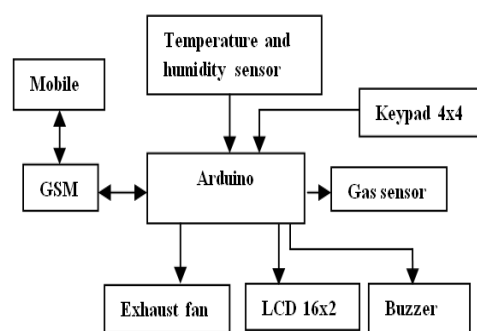 Temperature and
humidity sensor
Mobile
Keypad 4x4
GSM
Arduino
Gas sensor
Exhaust fan
LCD 16x2
Buzzer